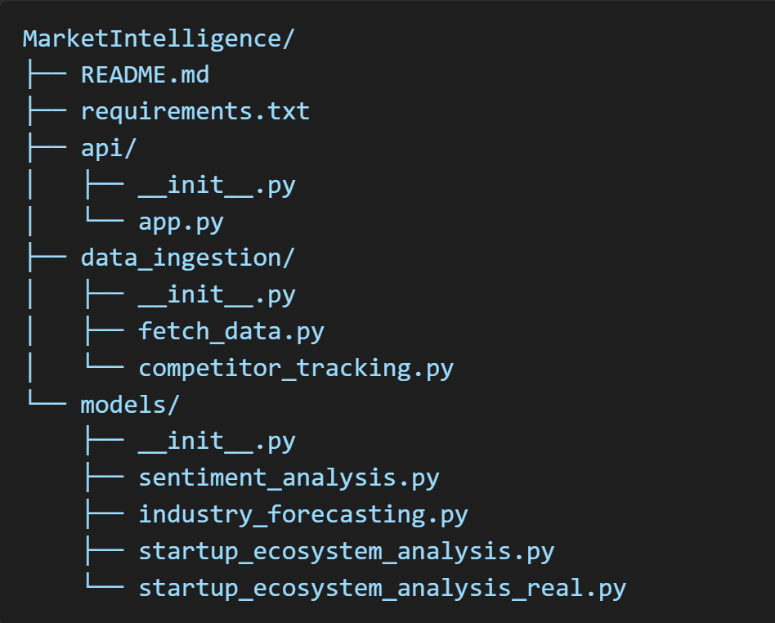 MarketIntelligence/
├── README.md
├── requirements.txt
├── api/
│   ├── __init__.py
│   └── app.py
├── data_ingestion/
│   ├── __init__.py
│   ├── fetch_data.py
│   └── competitor_tracking.py
└── models/
    ├── __init__.py
    ├── sentiment_analysis.py
    ├── industry_forecasting.py
    ├── startup_ecosystem_analysis.py
    └── startup_ecosystem_analysis_real.py